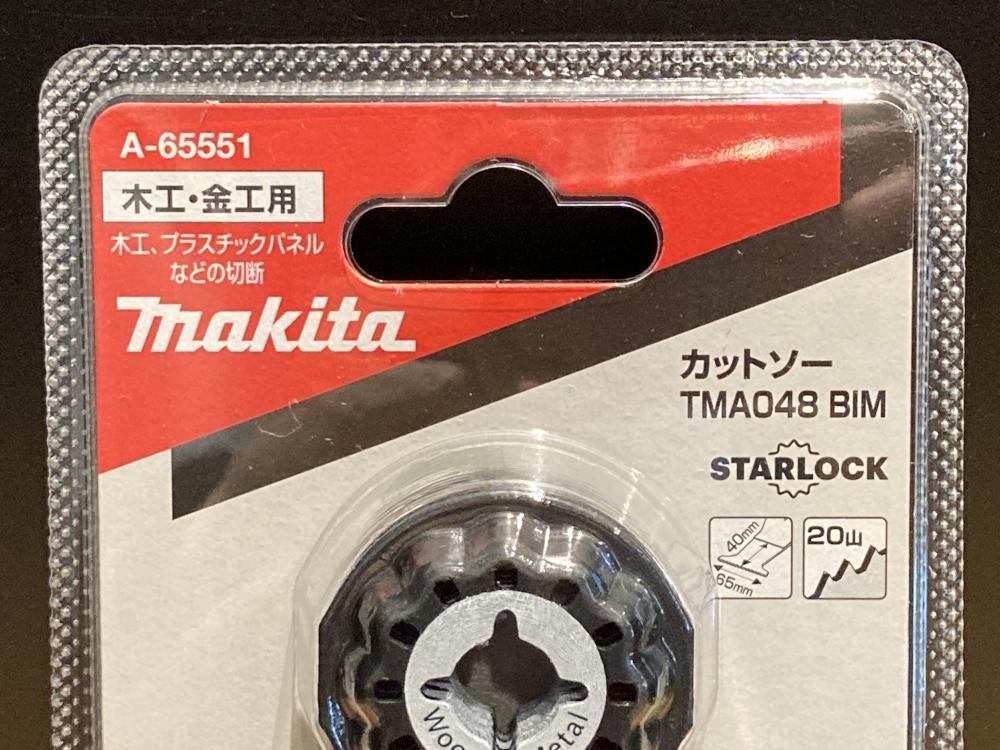 A-65551
木工・金工用
木工、プラスチックパネル
などの切断
makita
カットソー
TMA048 BIM
STARLOCK
40mm
65mm
20山